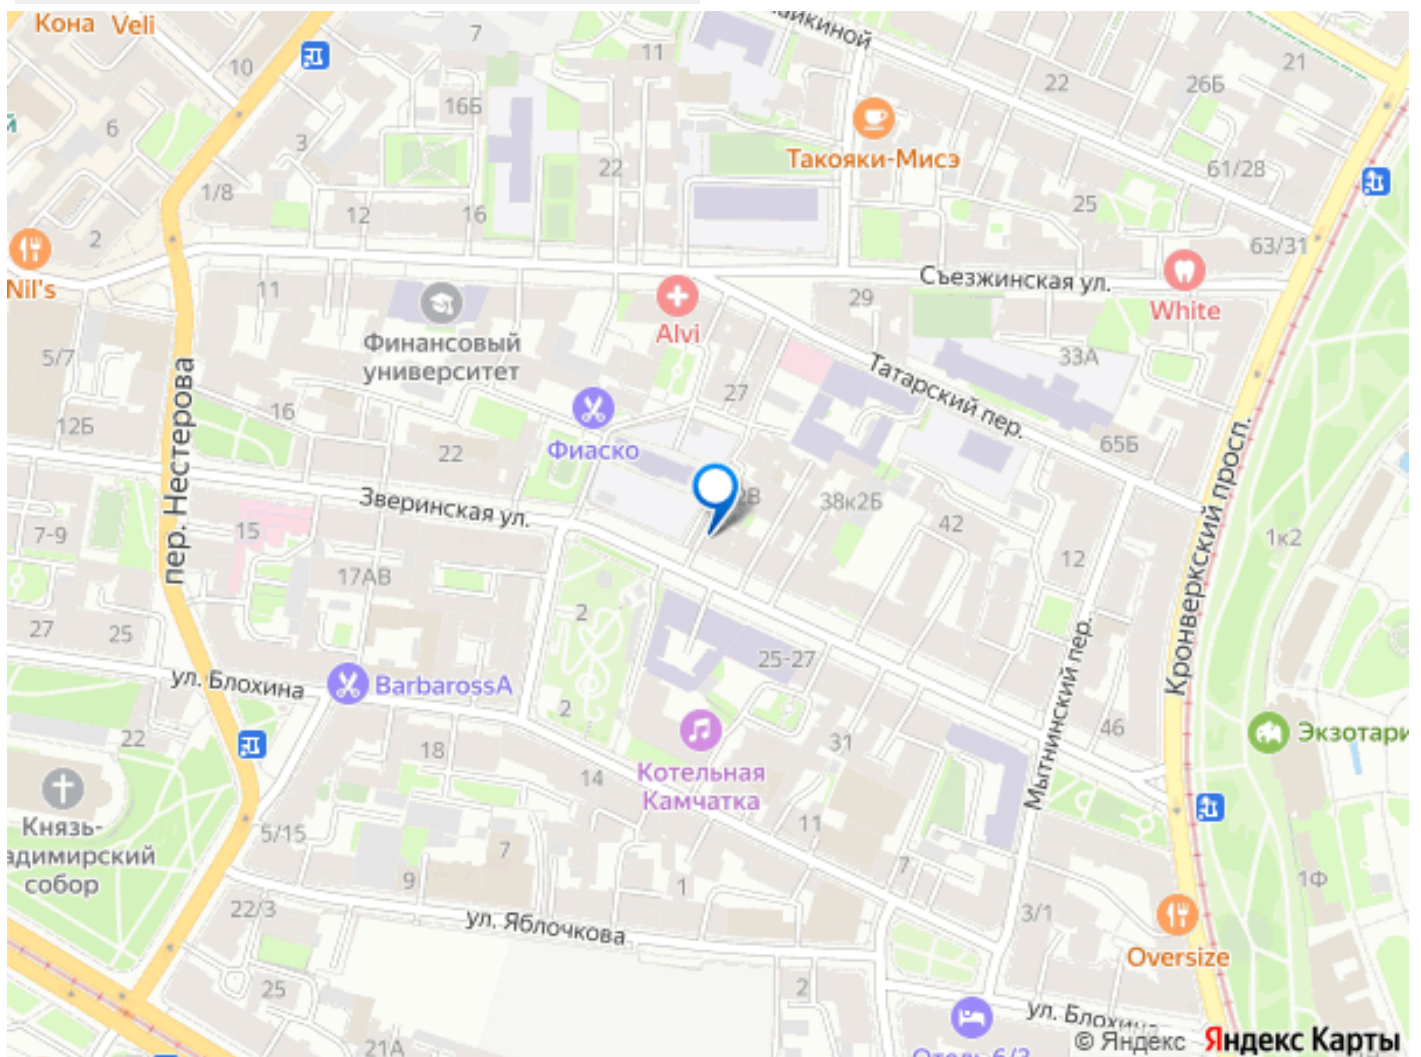 Кона
Veli
7
11
айкиной
21
22
26Б
10
16Б
6
3
й
Такояки-Мисэ
22
61/28
1/8
12
16
25
2
63/31
Nil's
Съезжинская ул.
11
29
White
Alvi
Финансовый
университет
5/7
33А
Татарский пер.
27
16
12Б
Фиаско
65Б
22
пер. Нестерова
Кронверкский просп.
Зверинская ул.
2В
38к2Б
42
7-9
15
1к2
12
17АВ
2
27
25
25-27
ул. Блохина
BarbarossA
Мытнинский пер.
2
46
22
18
31
Экзотари
14
Котельная
Камчатка
Князь-
адимирский
собор
5/15
11
7
9
7
1
1Ф
22/3
ул. Яблочкова
3/1
Oversize
25
2
ул. Блохина
21А
Отель 6/3
© Яндекс
Яндекс Карты